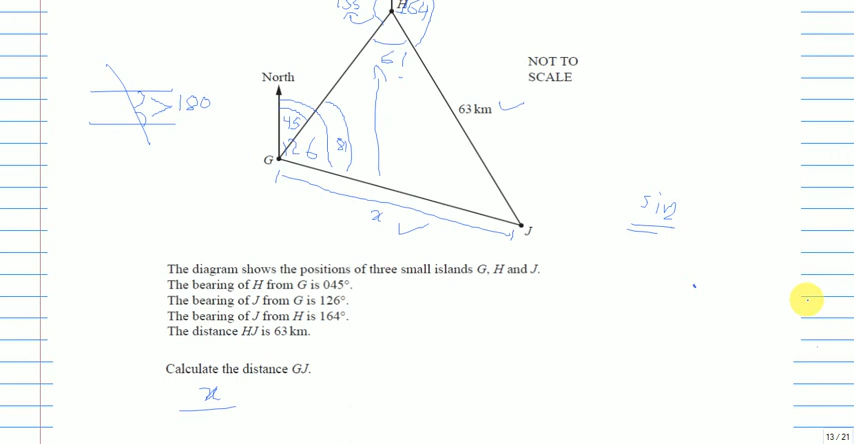 H 164
61
?
NOT TO
SCALE
North
180
63 km
45
G 126 81
x
J
sin
The diagram shows the positions of three small islands G, H and J.
The bearing of H from G is 045°.
The bearing of J from G is 126°.
The bearing of J from H is 164°.
The distance HJ is 63 km.
Calculate the distance GJ.
x
13 / 21